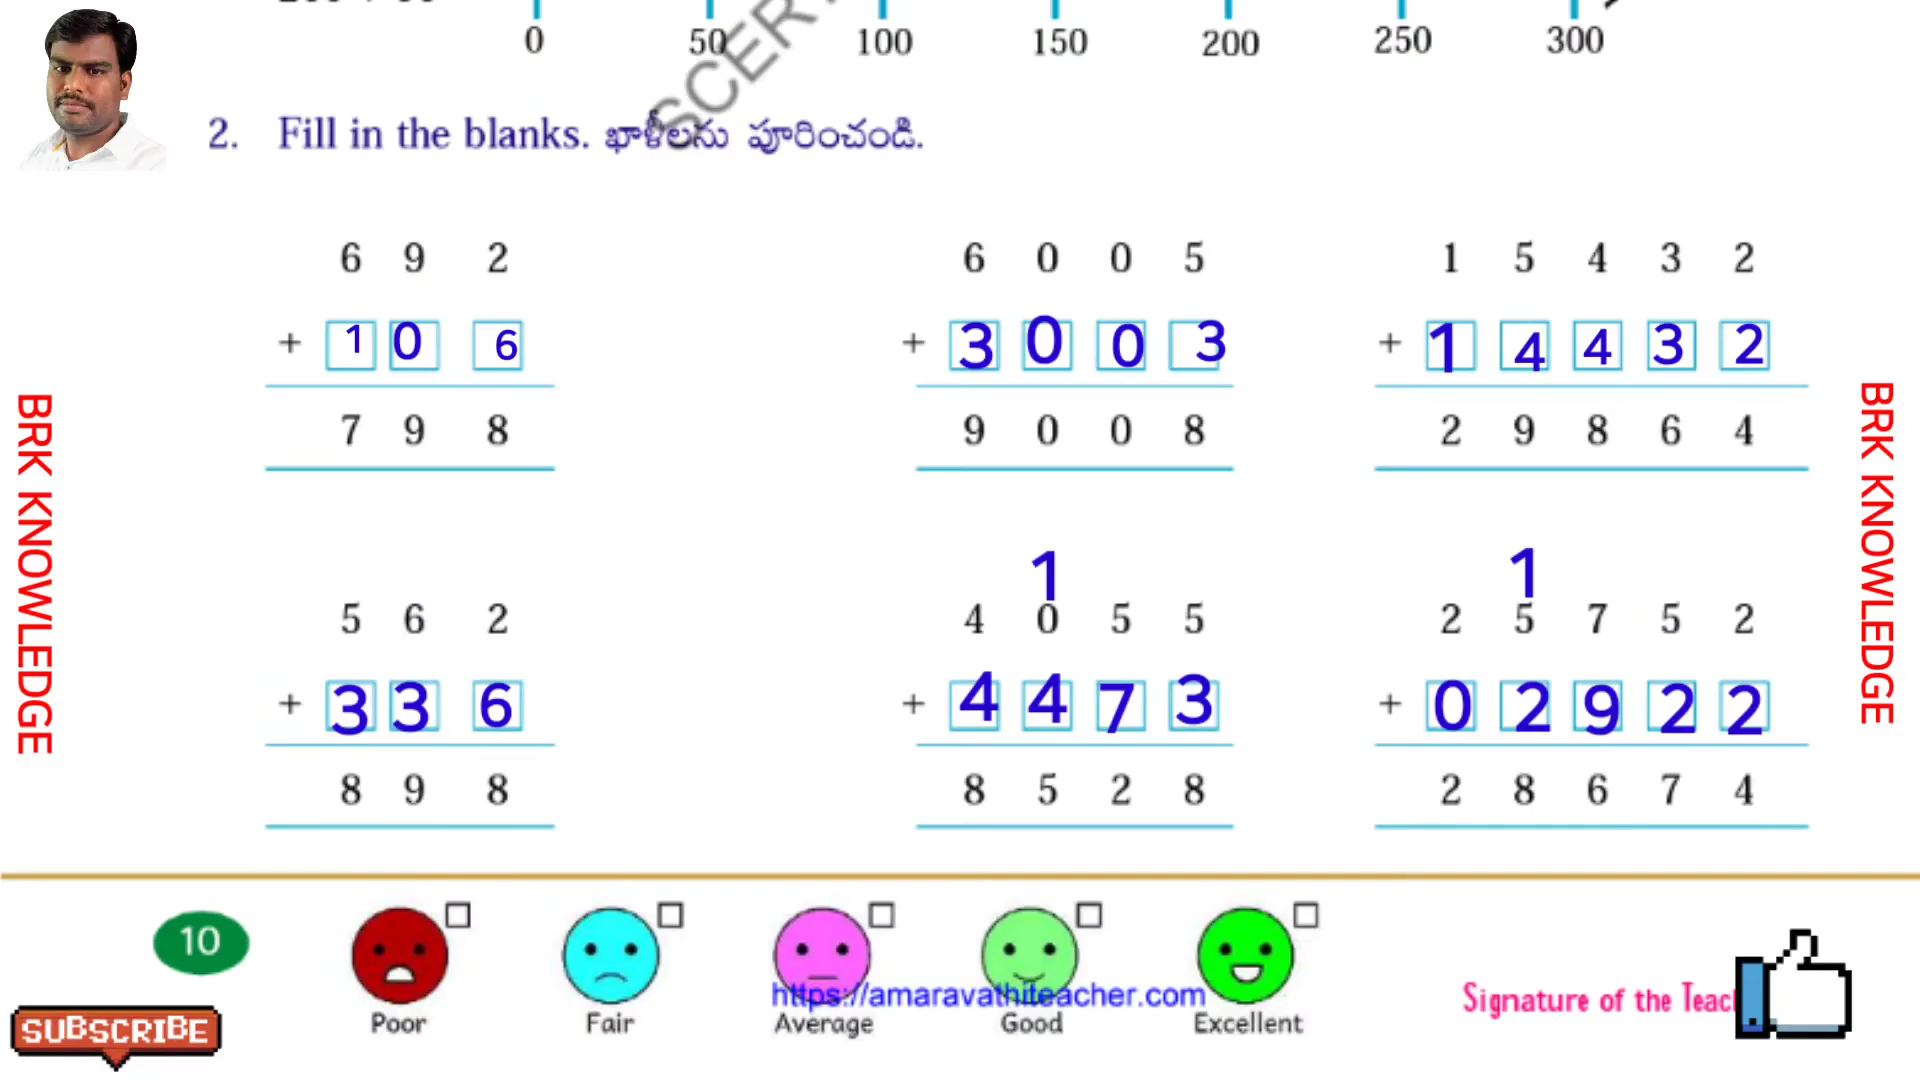 0 50 100 150 200 250 300
SCERT
2. Fill in the blanks. ఖాళీలను పూరించండి.
6 9 2
+ 1 0 6
7 9 8
6 0 0 5
+ 3 0 0 3
9 0 0 8
1 5 4 3 2
+ 1 4 4 3 2
2 9 8 6 4
5 6 2
+ 3 3 6
8 9 8
1
4 0 5 5
+ 4 4 7 3
8 5 2 8
1
2 5 7 5 2
+ 0 2 9 2 2
2 8 6 7 4
BRK KNOWLEDGE
BRK KNOWLEDGE
10
Poor Fair Average Good Excellent
https://amaravathiteacher.com
Signature of the Teac
SUBSCRIBE